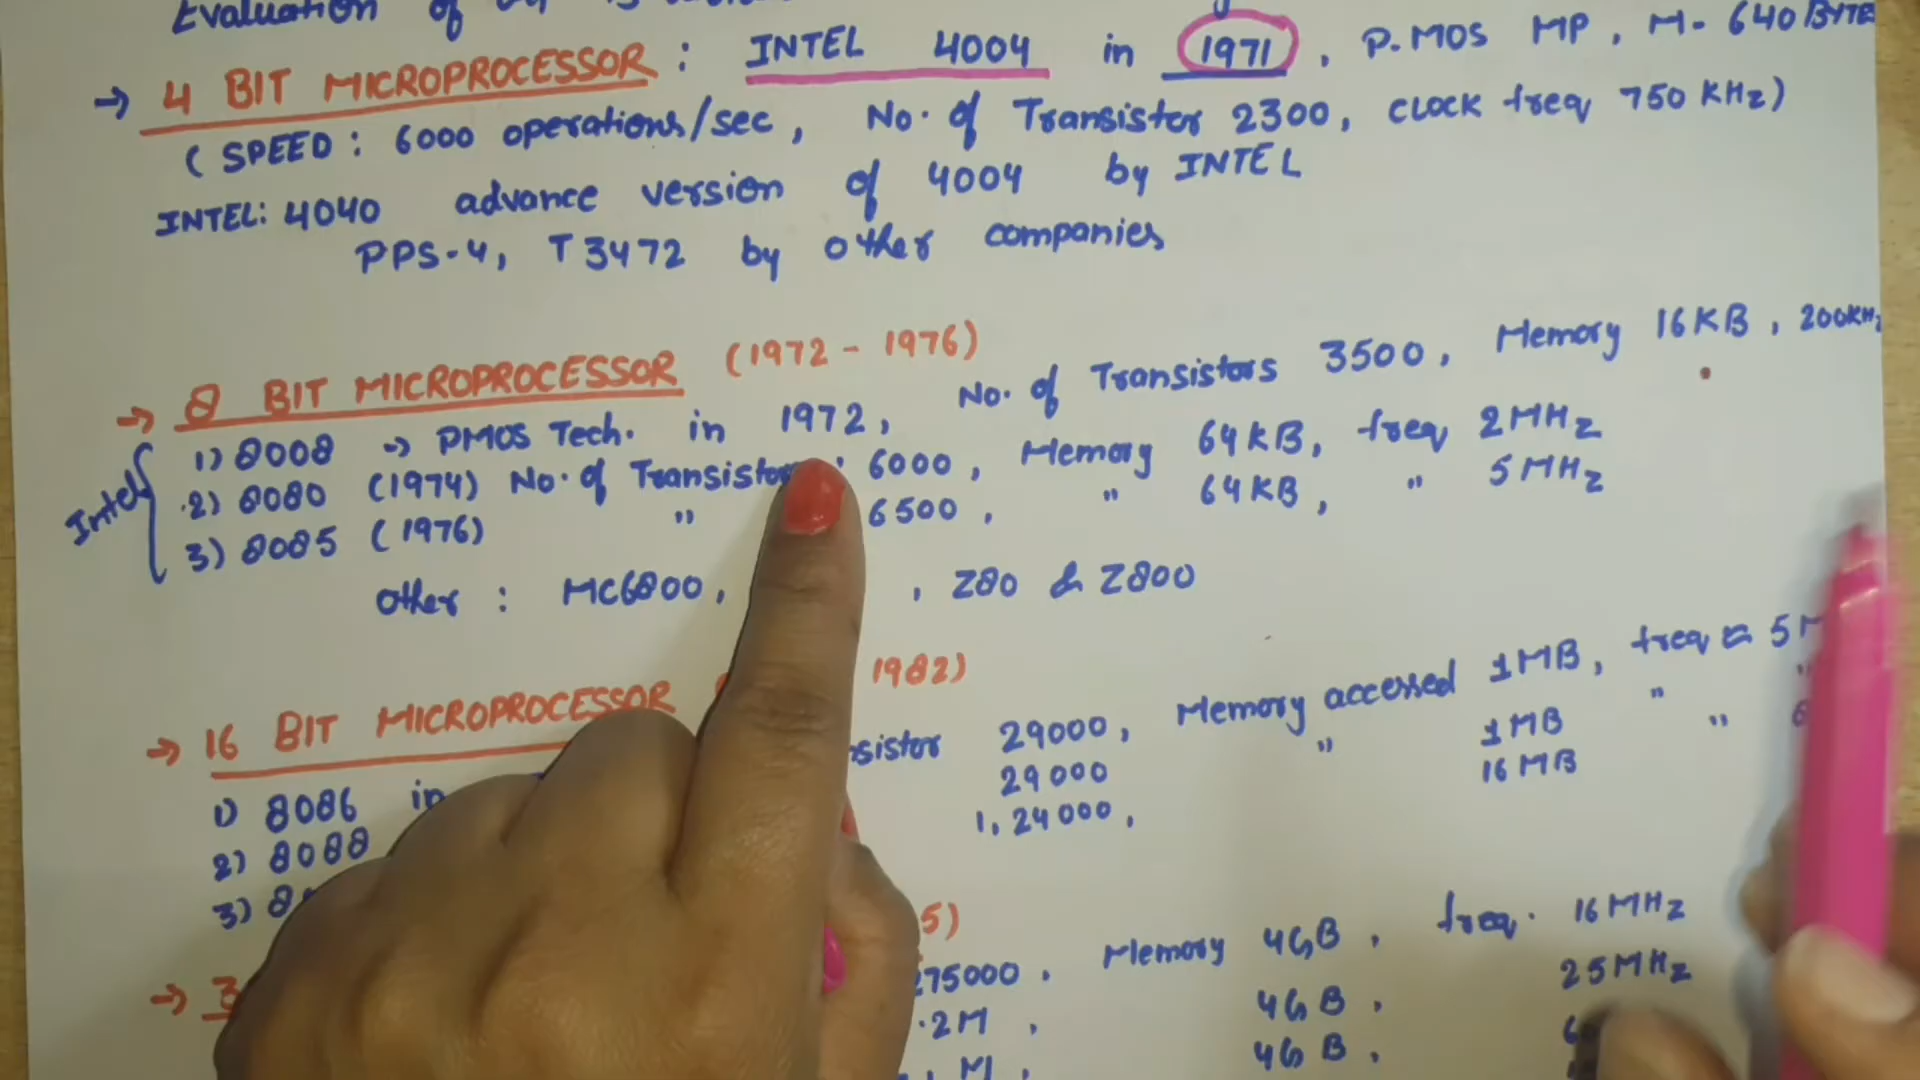 Evaluation of
→ 4 BIT MICROPROCESSOR : INTEL 4004 in 1971, P.MOS MP, M- 640 BYTE
(SPEED: 6000 operations/sec, No. of Transistor 2300, clock freq 750 KHz)
INTEL: 4040 advance version of 4004 by INTEL
PPS-4, T3472 by other companies
→ 8 BIT MICROPROCESSOR (1972 - 1976)
Intel
1) 8008 → PMOS Tech. in 1972, No. of Transistors 3500, Memory 16KB, 200KHz
2) 8080 (1974) No. of Transistor : 6000, Memory 64KB, freq 2MHz
3) 8085 (1976) " 6500, " 64KB, " 5MHz
other : MC6800, , Z80 & Z800
→ 16 BIT MICROPROCESSOR 1982)
1) 8086 in 29000, Memory accessed 1MB, freq = 5
2) 8088 29000 " 1MB "
3) 1,24000, 16MB "
→ 3 5)
275000, Memory 4GB, freq. 16MHz
.2M, 4GB, 25MHz
4GB,